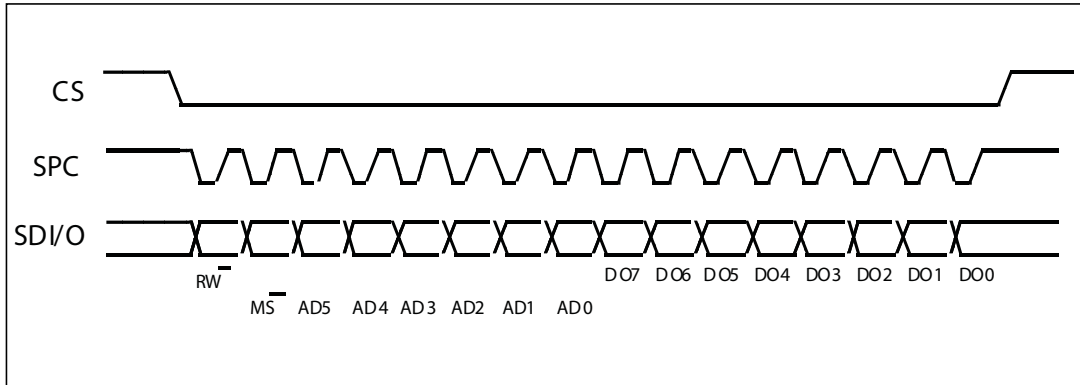 CS
SPC
SDI/O
RW DO7 DO6 DO5 DO4 DO3 DO2 DO1 DO0
MS AD5 AD4 AD3 AD2 AD1 AD0